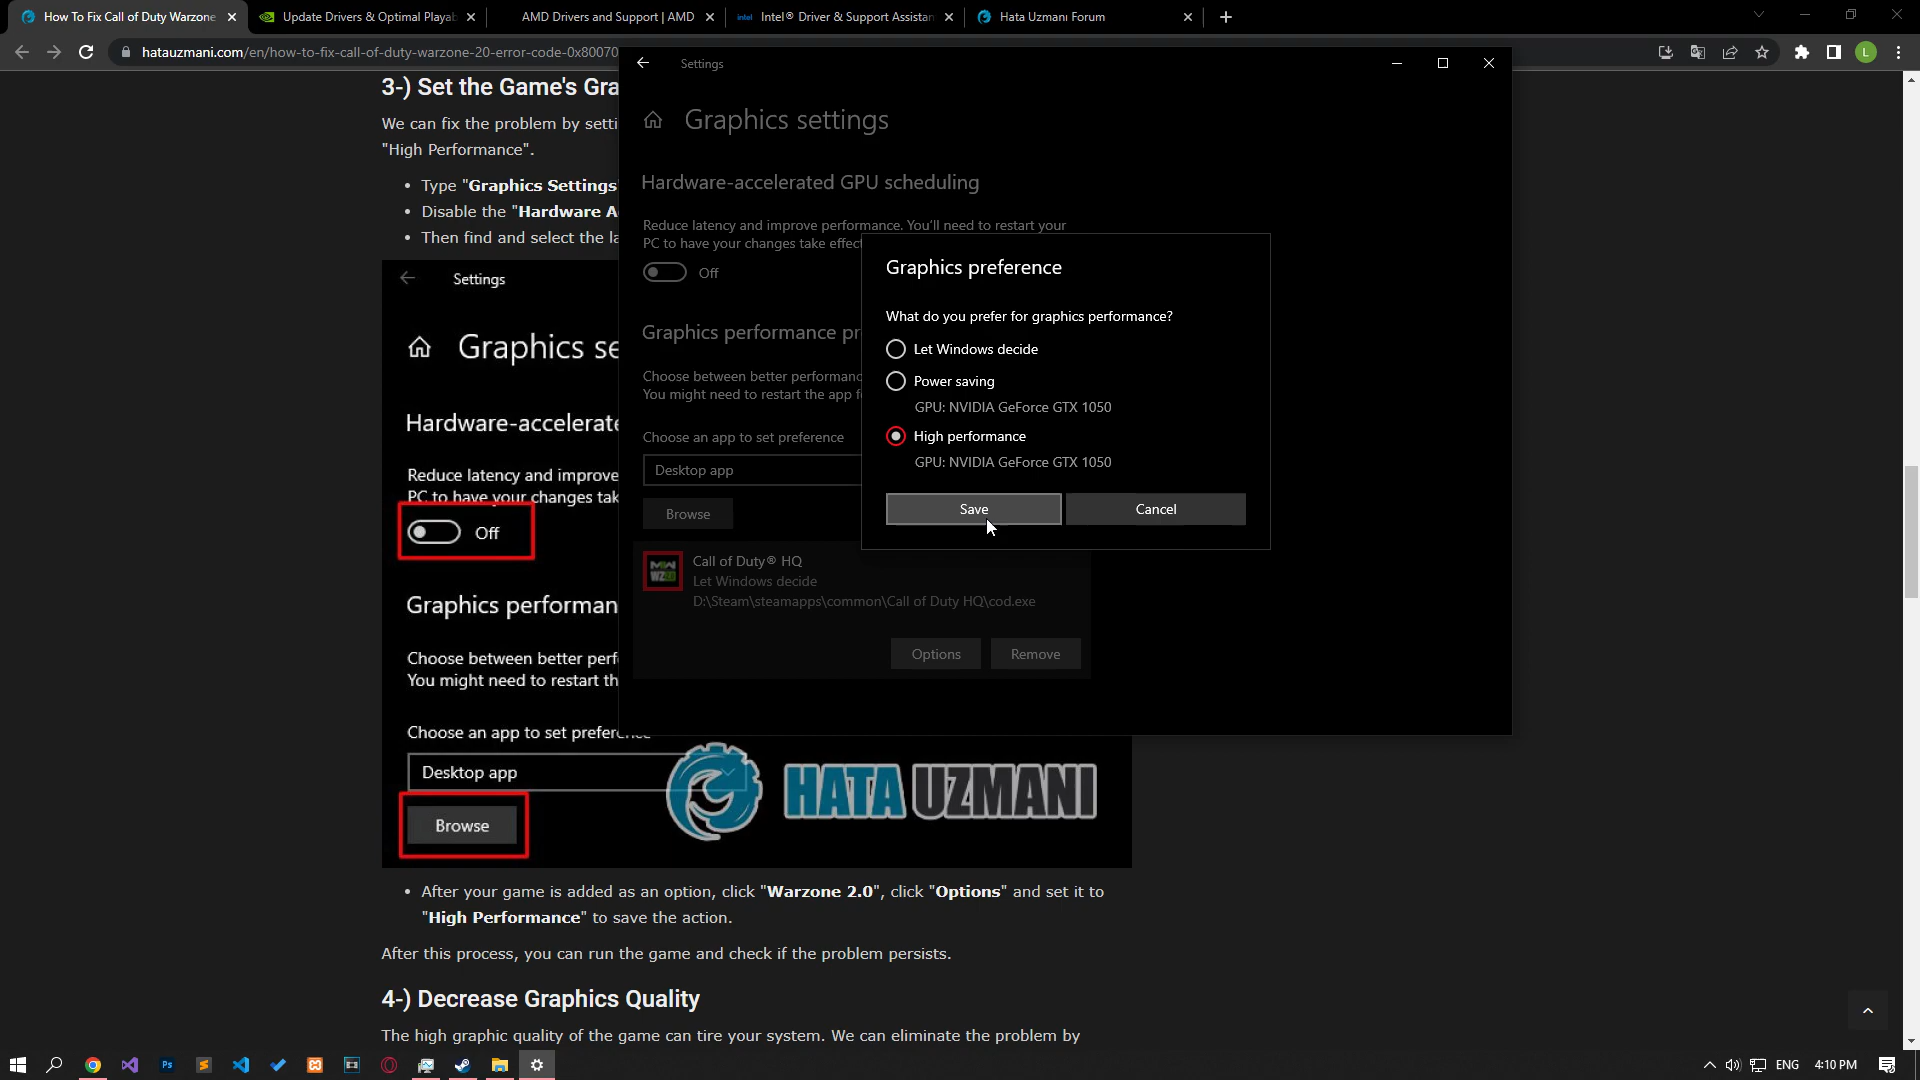 How To Fix Call of Duty Warzone
Update Drivers & Optimal Playab
AMD Drivers and Support | AMD
intel Intel® Driver & Support Assistan
Hata Uzmanı Forum
hatauzmani.com/en/how-to-fix-call-of-duty-warzone-20-error-code-0x80070
L
3-) Set the Game's Gra
We can fix the problem by setti
"High Performance".
• Type "Graphics Settings"
• Disable the "Hardware A
• Then find and select the la
Settings
Graphics se
Hardware-accelerate
Reduce latency and improve
PC to have your changes tak
Off
Graphics performan
Choose between better perf
You might need to restart th
Choose an app to set preference
Desktop app
Browse
HATA UZMANI
Settings
Graphics settings
Hardware-accelerated GPU scheduling
Reduce latency and improve performance. You'll need to restart your
PC to have your changes take effec
Off
Graphics performance pr
Choose between better performanc
You might need to restart the app f
Choose an app to set preference
Desktop app
Browse
MW
WZ2.0
Call of Duty® HQ
Let Windows decide
D:\Steam\steamapps\common\Call of Duty HQ\cod.exe
Options
Remove
Graphics preference
What do you prefer for graphics performance?
Let Windows decide
Power saving
GPU: NVIDIA GeForce GTX 1050
High performance
GPU: NVIDIA GeForce GTX 1050
Save
Cancel
• After your game is added as an option, click "Warzone 2.0", click "Options" and set it to
"High Performance" to save the action.
After this process, you can run the game and check if the problem persists.
4-) Decrease Graphics Quality
The high graphic quality of the game can tire your system. We can eliminate the problem by
Ps
ENG
4:10 PM